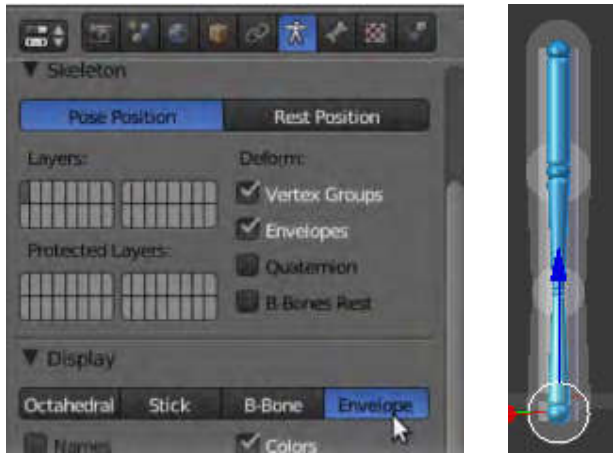 Skeleton
Pose Position Rest Position
Layers: Deform:
Vertex Groups
Envelopes
Protected Layers:
Quaternion
B-Bones Rest
Display
Octahedral Stick B-Bone Envelope
Names Colors